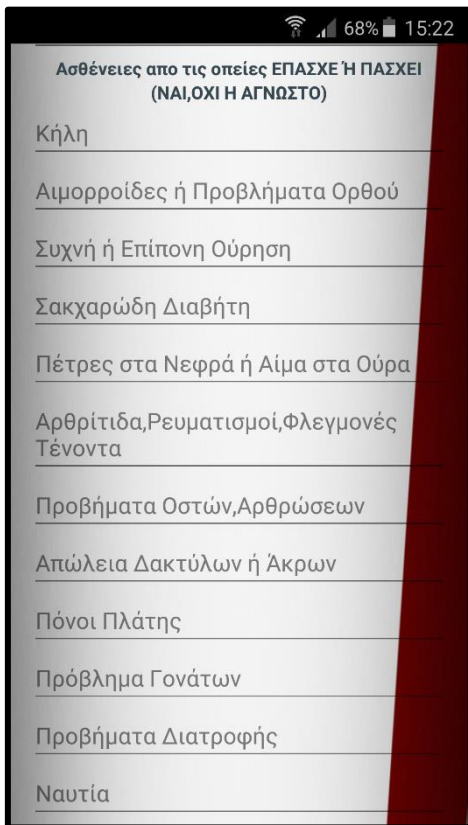 68% 15:22
Ασθένειες απο τις οπείες ΕΠΑΣΧΕ Ή ΠΑΣΧΕΙ
(ΝΑΙ,ΟΧΙ Η ΑΓΝΩΣΤΟ)
Κήλη
Αιμορροίδες ή Προβλήματα Ορθού
Συχνή ή Επίπονη Ούρηση
Σακχαρώδη Διαβήτη
Πέτρες στα Νεφρά ή Αίμα στα Ούρα
Αρθρίτιδα,Ρευματισμοί,Φλεγμονές
Τένοντα
Προβήματα Οστών,Αρθρώσεων
Απώλεια Δακτύλων ή Άκρων
Πόνοι Πλάτης
Πρόβλημα Γονάτων
Προβήματα Διατροφής
Ναυτία